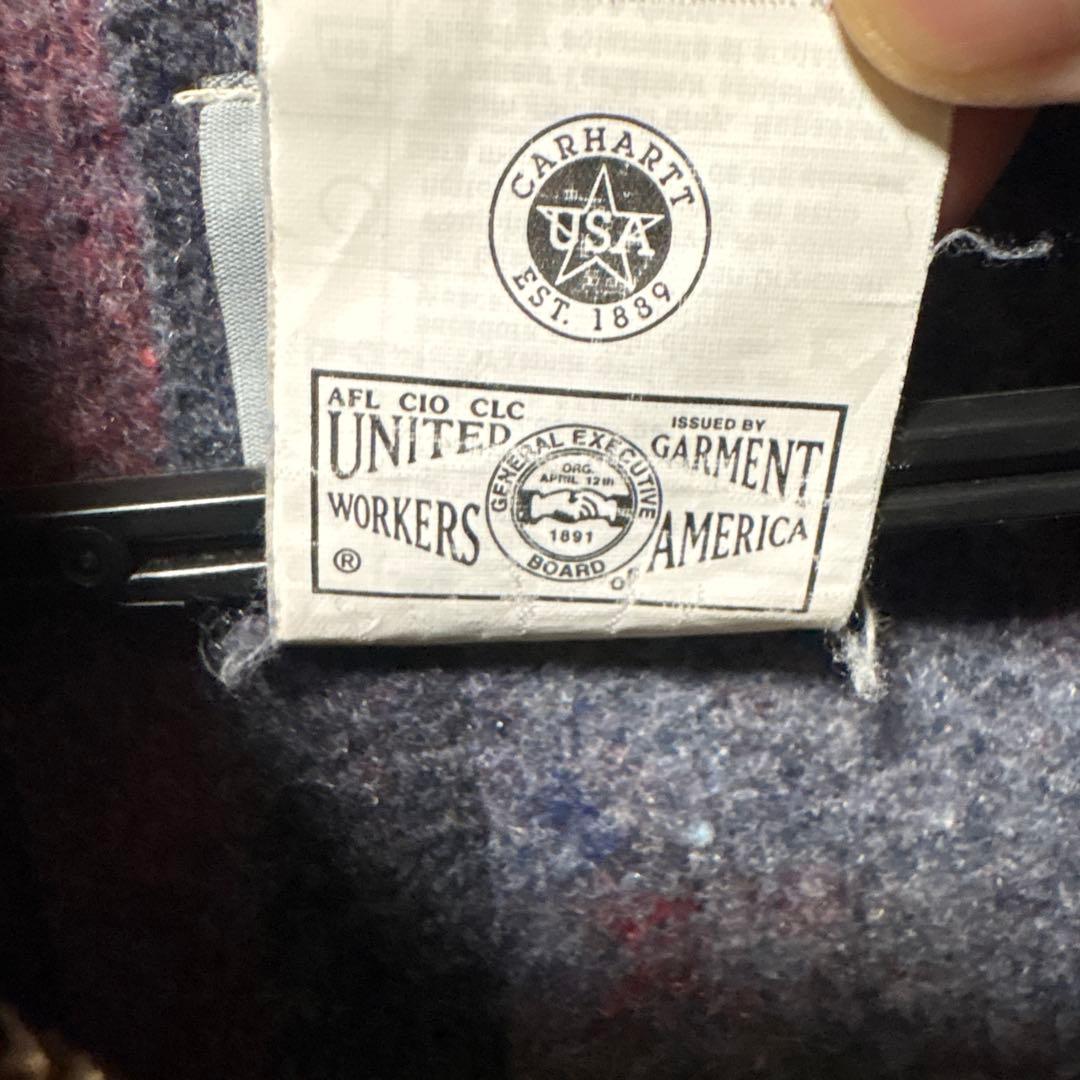 CARHARTT
USA
EST. 1889
AFL CIO CLC
ISSUED BY
UNITED GARMENT
WORKERS OF AMERICA
GENERAL EXECUTIVE
ORG.
APRIL 12th
1891
BOARD
®